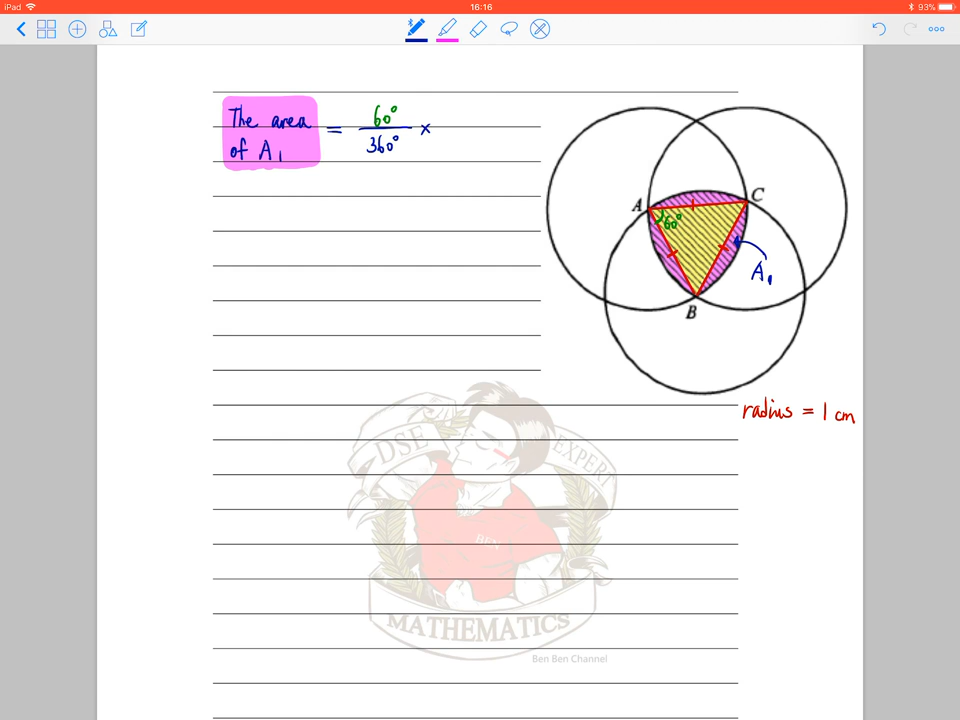 iPad 16:16 93%
The area of A₁ = 60°/360° ×
A C
60°
A₁
B
radius = 1 cm
DSE EXPERT
BEN
MATHEMATICS
Ben Ben Channel